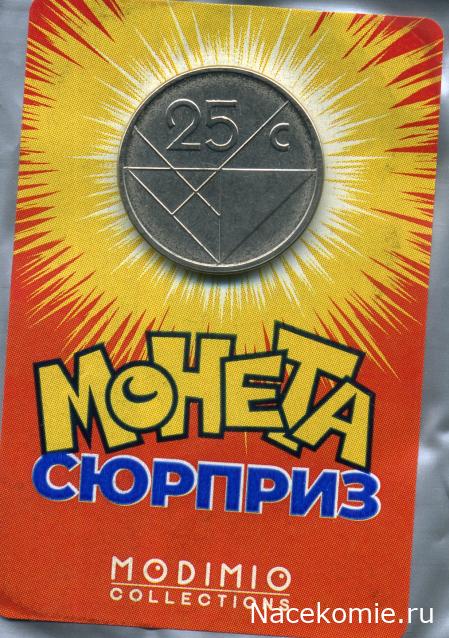 25 c
МОНЕТА
СЮРПРИЗ
MODIMIO
COLLECTIONS
Nacekomie.ru